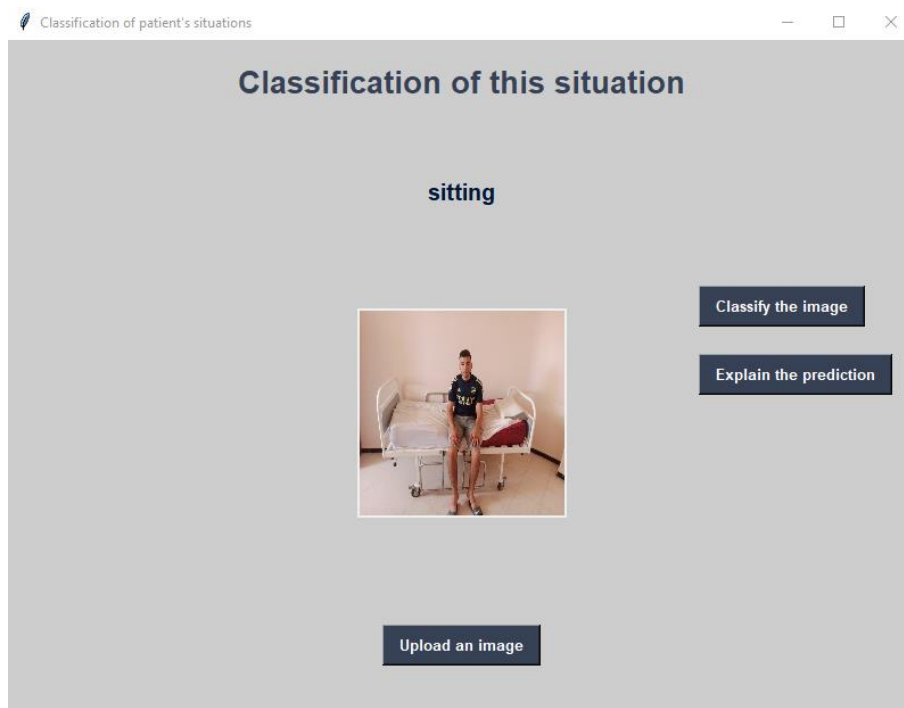 Classification of patient's situations
Classification of this situation
sitting
Classify the image
Explain the prediction
Upload an image